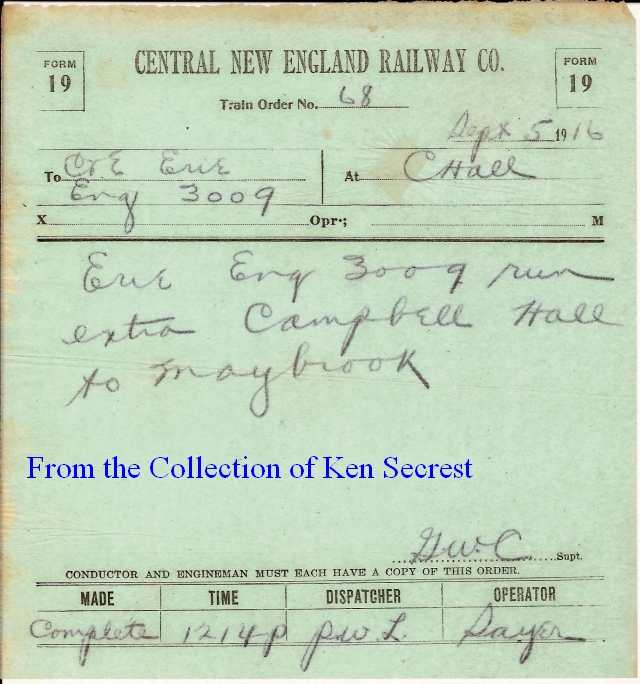 FORM
19
CENTRAL NEW ENGLAND RAILWAY CO.
FORM
19
Train Order No. 68
Sept 5 1916
To C&E Erie At C Hall
Eng 3009
X Opr.; M
Erie Eng 3009 run
extra Campbell Hall
to Maybrook
From the Collection of Ken Secrest
G.W.C Supt.
CONDUCTOR AND ENGINEMAN MUST EACH HAVE A COPY OF THIS ORDER.
MADE TIME DISPATCHER OPERATOR
Complete 1214P P.W.L. Sayer